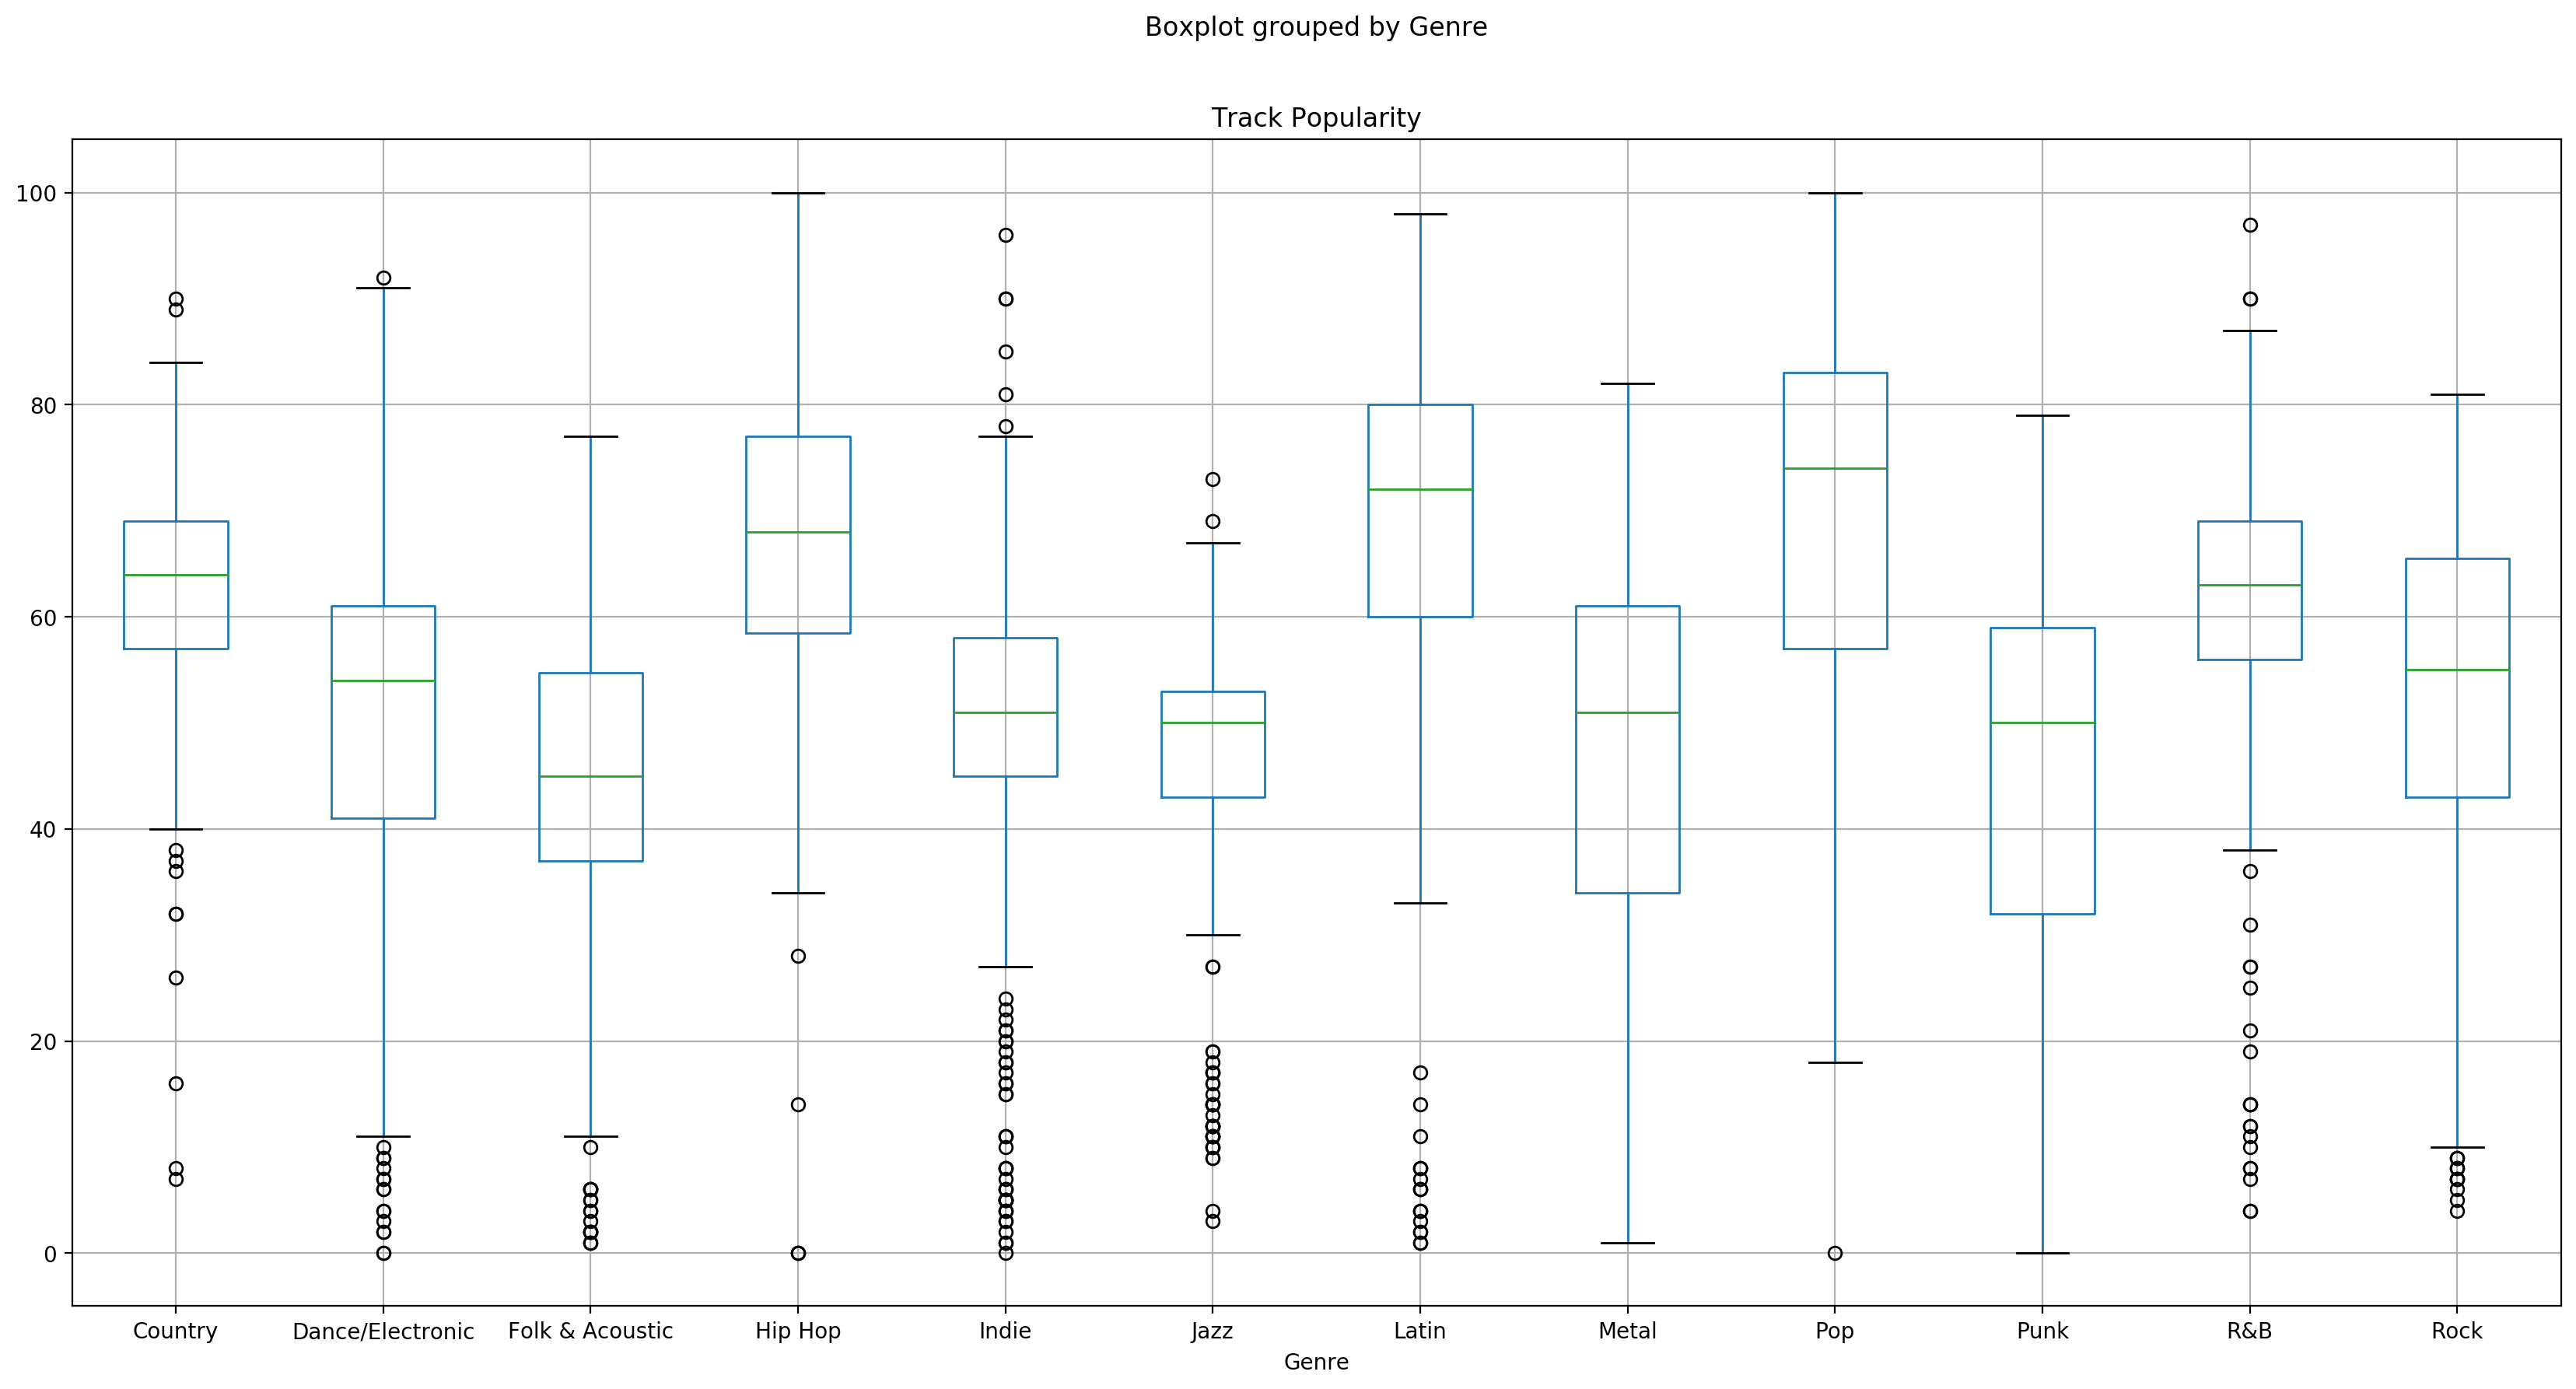 Boxplot grouped by Genre
Track Popularity
100
80
60
40
20
0
Country Dance/Electronic Folk & Acoustic Hip Hop Indie Jazz Latin Metal Pop Punk R&B Rock
Genre